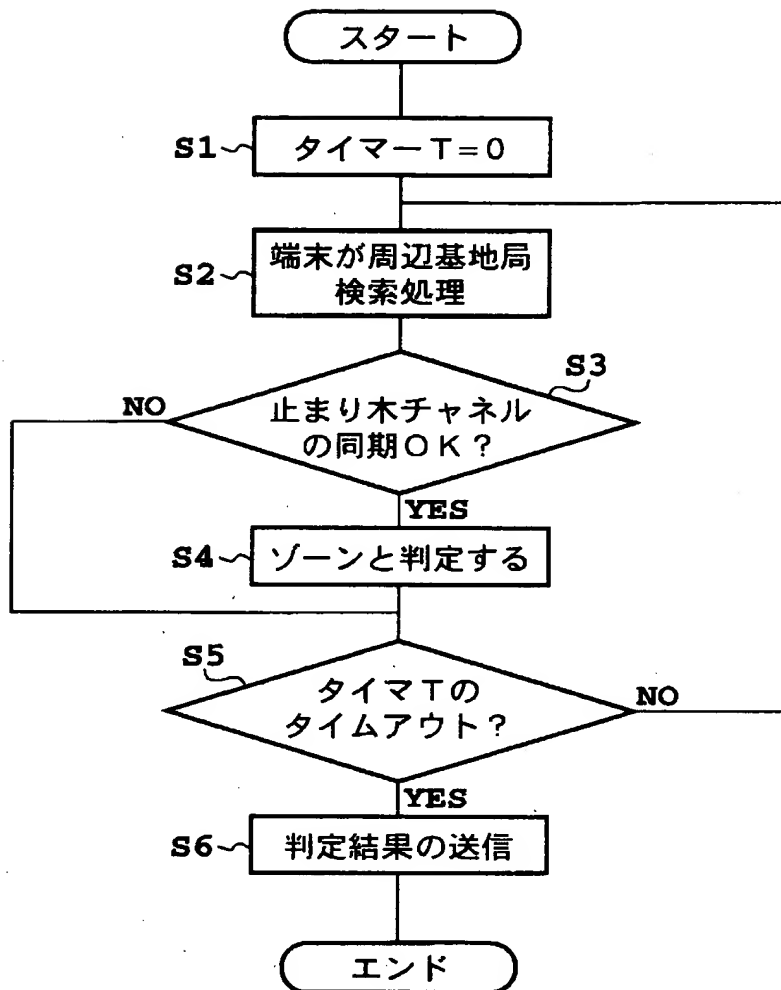 スタート
S1
タイマーT=0
S2
端末が周辺基地局
検索処理
S3
NO
止まり木チャネル
の同期OK?
YES
S4
ゾーンと判定する
S5
タイマTの
タイムアウト?
NO
YES
S6
判定結果の送信
エンド